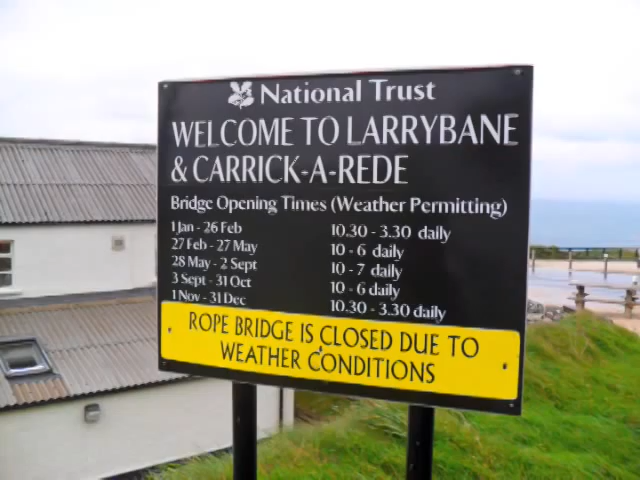 National Trust
WELCOME TO LARRYBANE
& CARRICK-A-REDE
Bridge Opening Times (Weather Permitting)
1 Jan - 26 Feb 10.30 - 3.30 daily
27 Feb - 27 May 10 - 6 daily
28 May - 2 Sept 10 - 7 daily
3 Sept - 31 Oct 10 - 6 daily
1 Nov - 31 Dec 10.30 - 3.30 daily
ROPE BRIDGE IS CLOSED DUE TO
WEATHER CONDITIONS